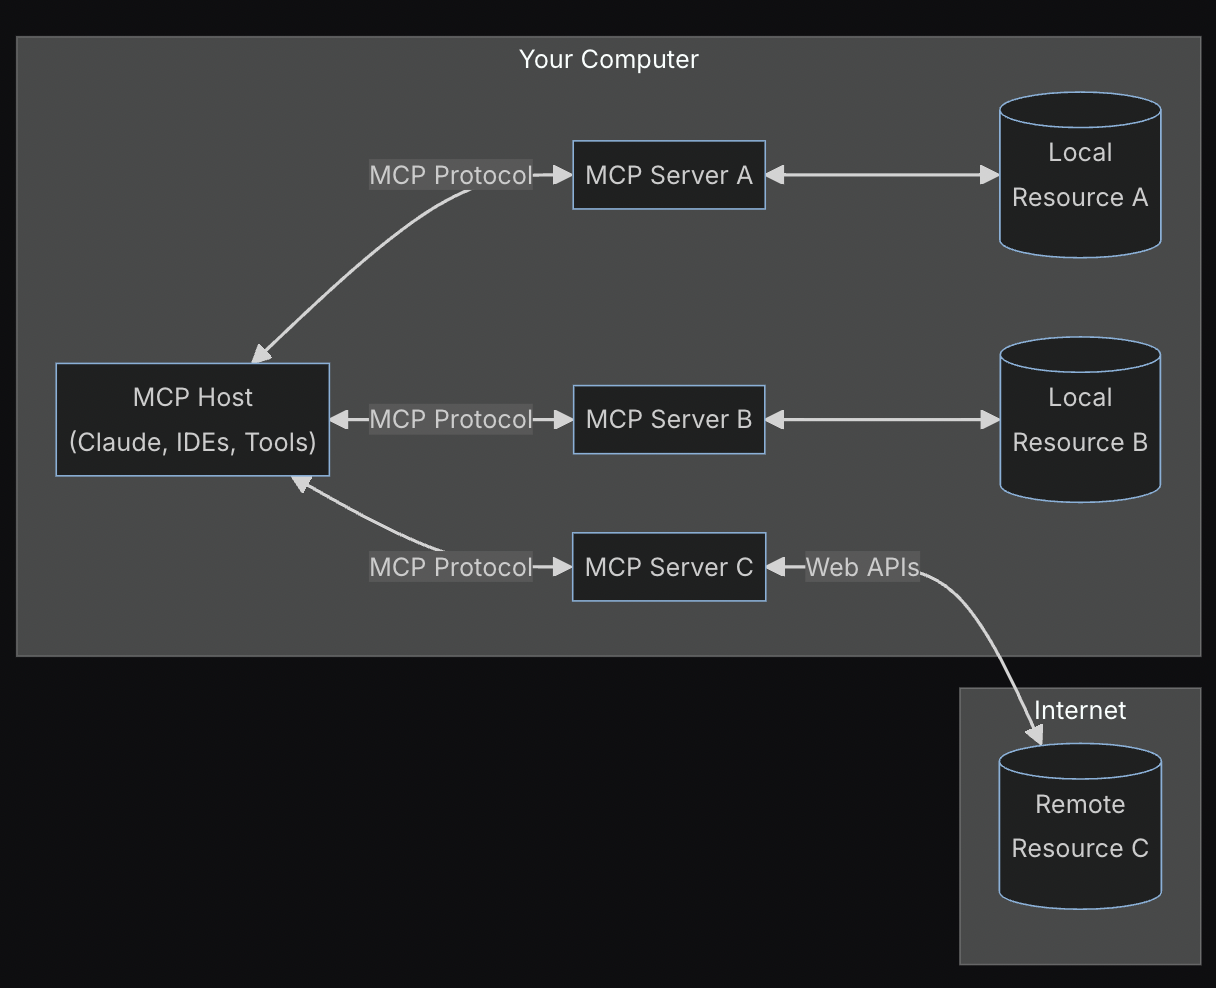 Your Computer
MCP Protocol
MCP Server A
Local
Resource A
MCP Host
(Claude, IDEs, Tools)
MCP Protocol
MCP Server B
Local
Resource B
MCP Protocol
MCP Server C
Web APIs
Internet
Remote
Resource C